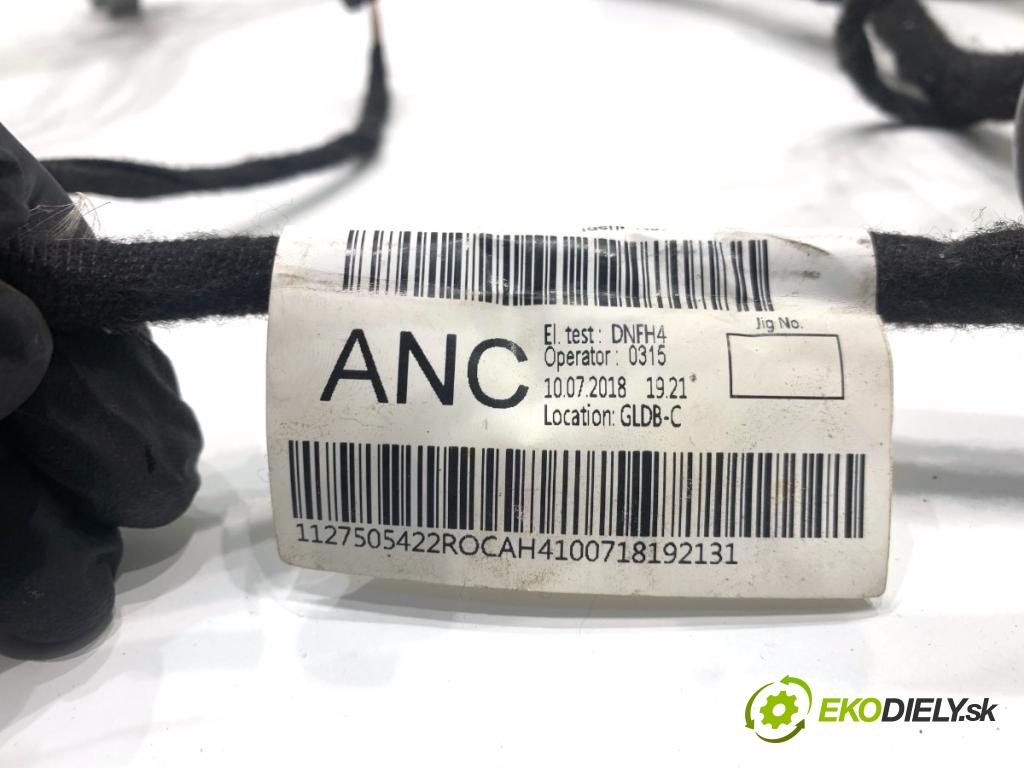 ANC
El. test : DNFH4
Operator : 0315
10.07.2018 19.21
Location: GLDB-C
Jig No.
1127505422ROCAH4100718192131
EKODIELY.sk